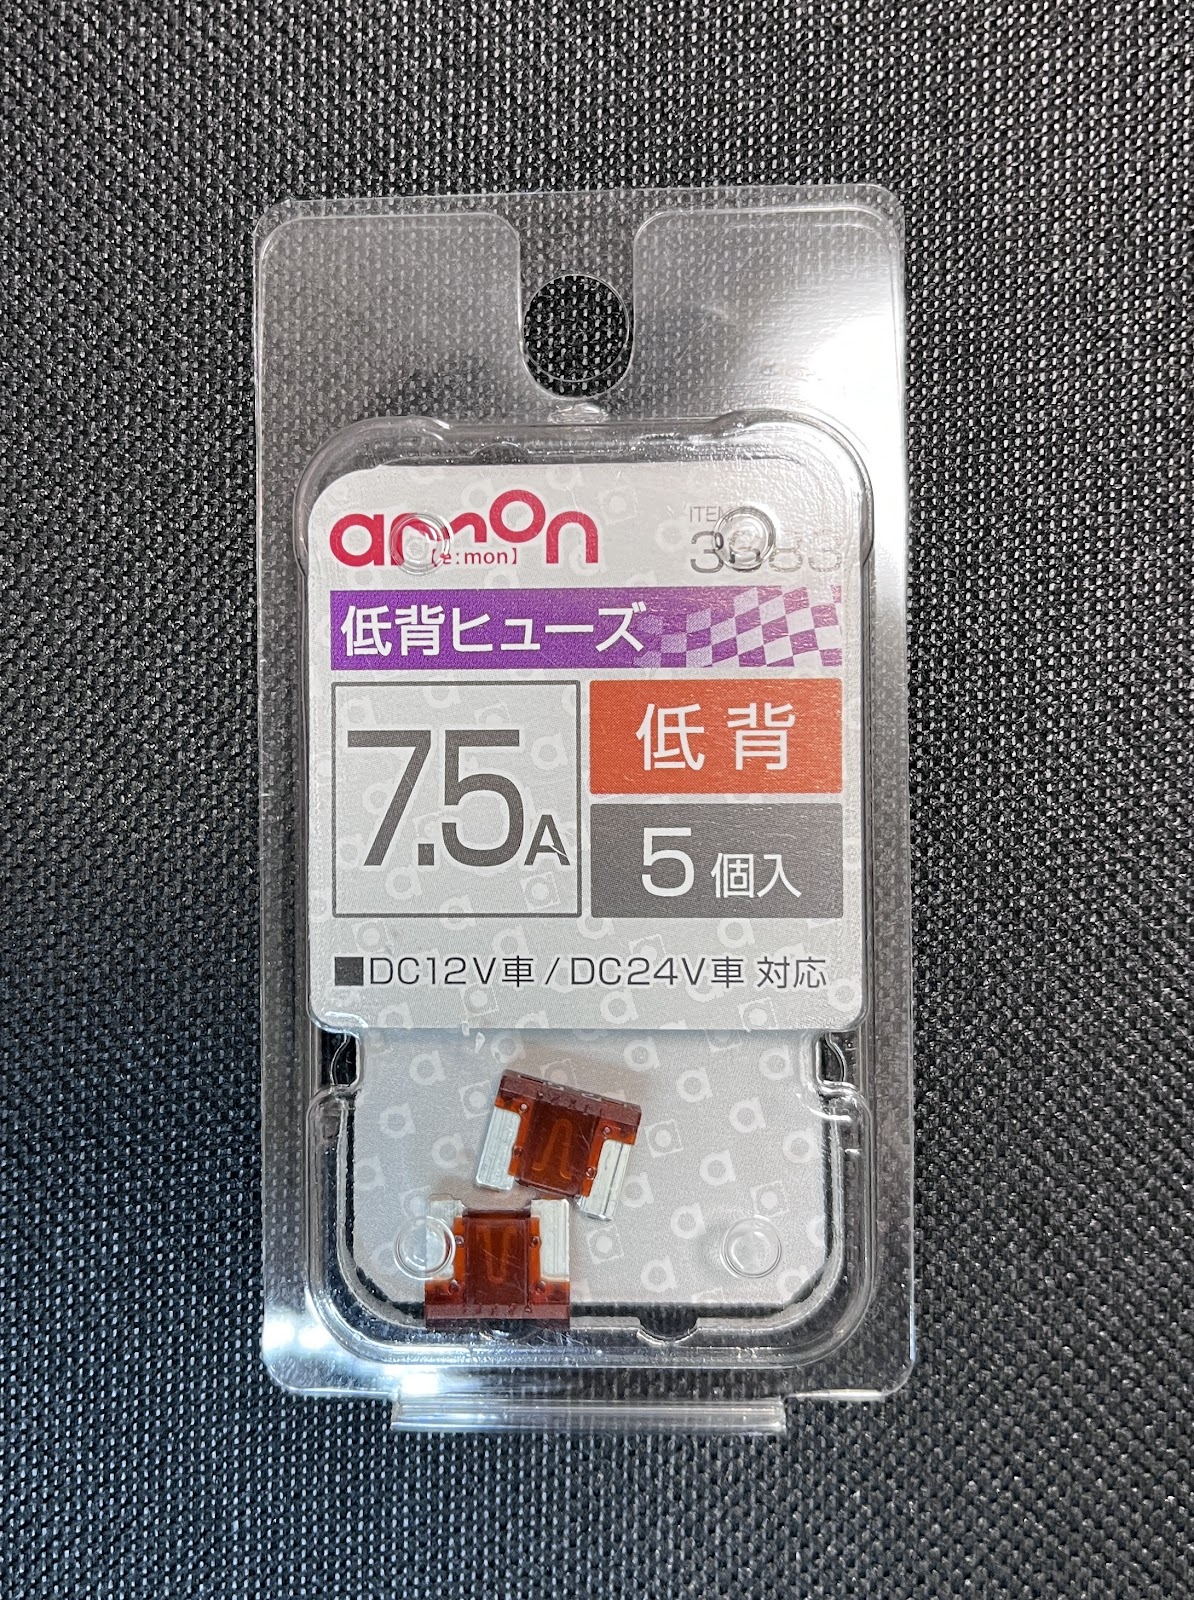 amon
【e:mon】
ITEM
低背ヒューズ
7.5A
低背
5個入
■DC12V車/DC24V車 対応